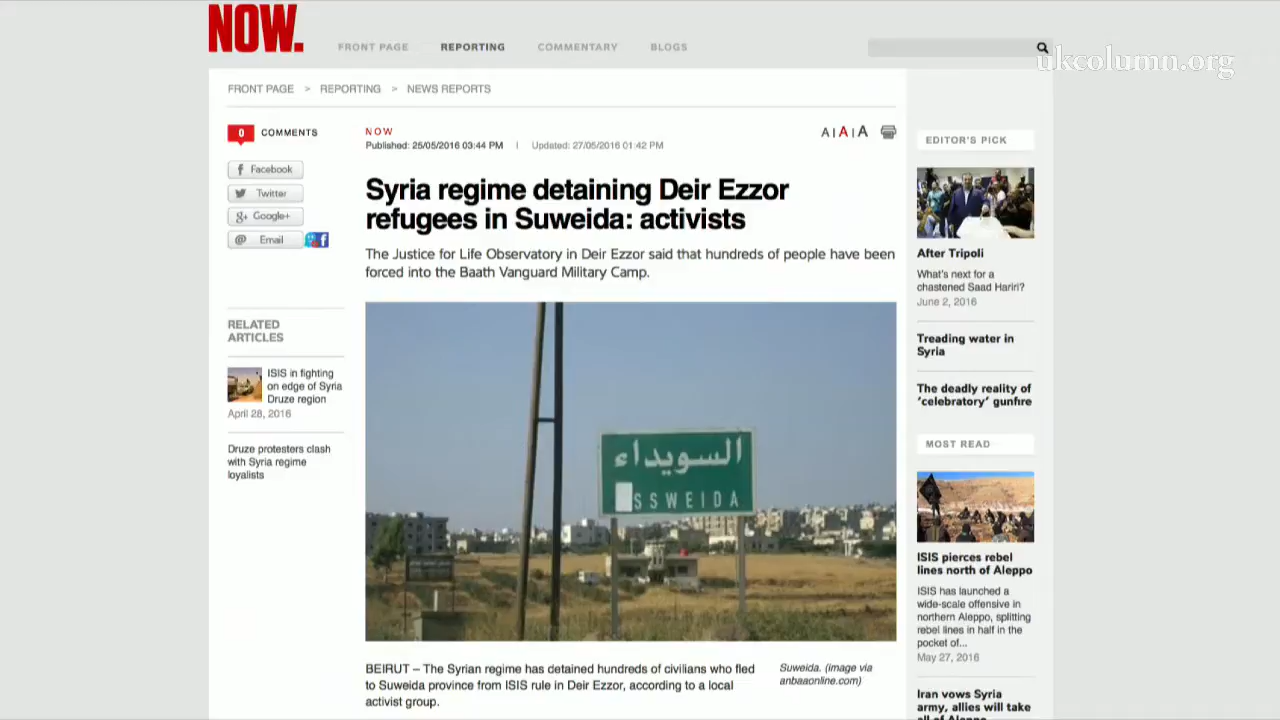 NOW.
FRONT PAGE
REPORTING
COMMENTARY
BLOGS
ukcolumn.org
FRONT PAGE > REPORTING > NEWS REPORTS
0 COMMENTS
Facebook
Twitter
Google+
Email
RELATED
ARTICLES
ISIS in fighting
on edge of Syria
Druze region
April 28, 2016
Druze protesters clash
with Syria regime
loyalists
NOW
A | A | A
Published: 25/05/2016 03:44 PM | Updated: 27/05/2016 01:42 PM
Syria regime detaining Deir Ezzor
refugees in Suweida: activists
The Justice for Life Observatory in Deir Ezzor said that hundreds of people have been
forced into the Baath Vanguard Military Camp.
السويداء
SSWEIDA
BEIRUT – The Syrian regime has detained hundreds of civilians who fled
to Suweida province from ISIS rule in Deir Ezzor, according to a local
activist group.
Suweida. (image via
anbaaonline.com)
EDITOR'S PICK
After Tripoli
What's next for a
chastened Saad Hariri?
June 2, 2016
Treading water in
Syria
The deadly reality of
'celebratory' gunfire
MOST READ
ISIS pierces rebel
lines north of Aleppo
ISIS has launched a
wide-scale offensive in
northern Aleppo, splitting
rebel lines in half in the
pocket of...
May 27, 2016
Iran vows Syria
army, allies will take
all of Aleppo